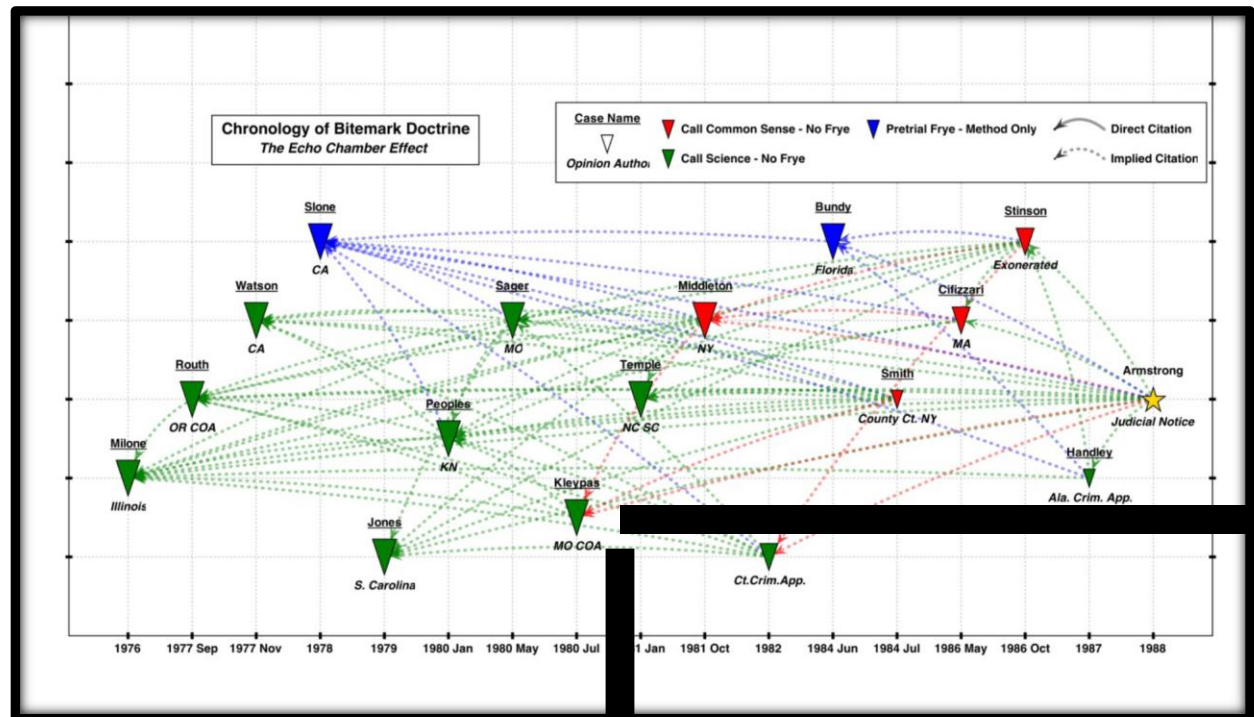 Chronology of Bitemark Doctrine
The Echo Chamber Effect
Case Name
Opinion Author
Call Common Sense - No Frye
Call Science - No Frye
Pretrial Frye - Method Only
Direct Citation
Implied Citation
Slone
CA
Bundy
Florida
Stinson
Exonerated
Watson
CA
Sager
MO
Middleton
NY
Cifizzari
MA
Routh
OR COA
Temple
NC SC
Smith
County Ct. NY
Armstrong
Judicial Notice
Peoples
KN
Milone
Illinois
Handley
Ala. Crim. App.
Kleypas
MO COA
Jones
S. Carolina
Ct.Crim.App.
1976 1977 Sep 1977 Nov 1978 1979 1980 Jan 1980 May 1980 Jul 1 Jan 1981 Oct 1982 1984 Jun 1984 Jul 1986 May 1986 Oct 1987 1988